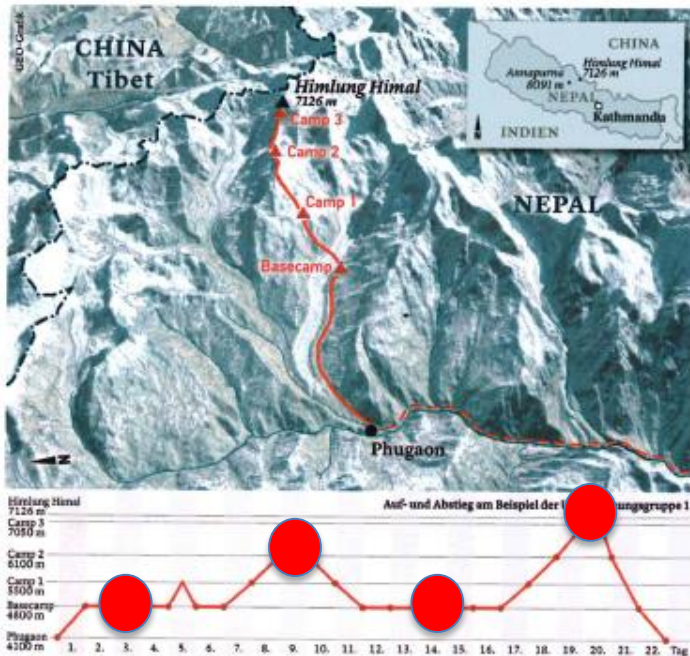 GEO-Grafik
CHINA
Tibet
Himlung Himal
7126 m
Camp 3
Camp 2
Camp 1
Basecamp
NEPAL
Phugaon
N
CHINA
Himlung Himal
7126 m
Annapurna
8091 m
NEPAL
Kathmandu
INDIEN
Himlung Himal
7126 m
Auf- und Abstieg am Beispiel der
1
Camp 3
7050 m
Camp 2
6100 m
Camp 1
5500 m
Basecamp
4800 m
Phugaon
4100 m
1. 2. 3. 4. 5. 6. 7. 8. 9. 10. 11. 12. 13. 14. 15. 16. 17. 18. 19. 20. 21. 22. Tag